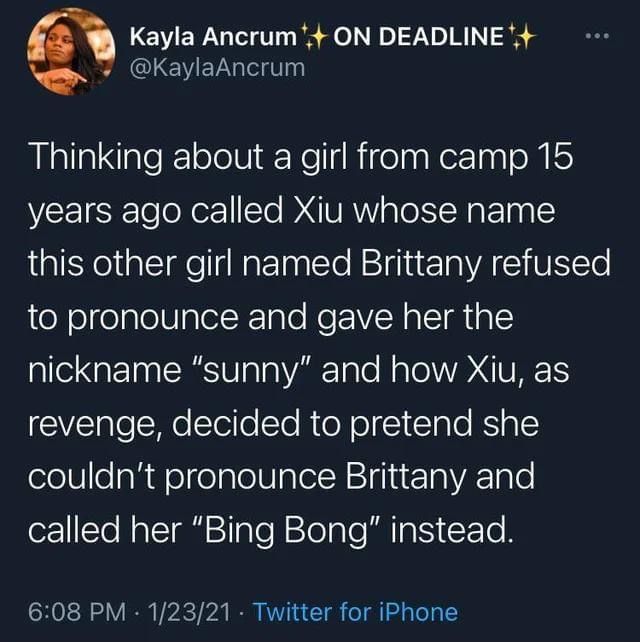 Kayla Ancrum✨ON DEADLINE✨
@KaylaAncrum
Thinking about a girl from camp 15
years ago called Xiu whose name
this other girl named Brittany refused
to pronounce and gave her the
nickname “sunny” and how Xiu, as
revenge, decided to pretend she
couldn’t pronounce Brittany and
called her “Bing Bong” instead.
6:08 PM · 1/23/21 · Twitter for iPhone